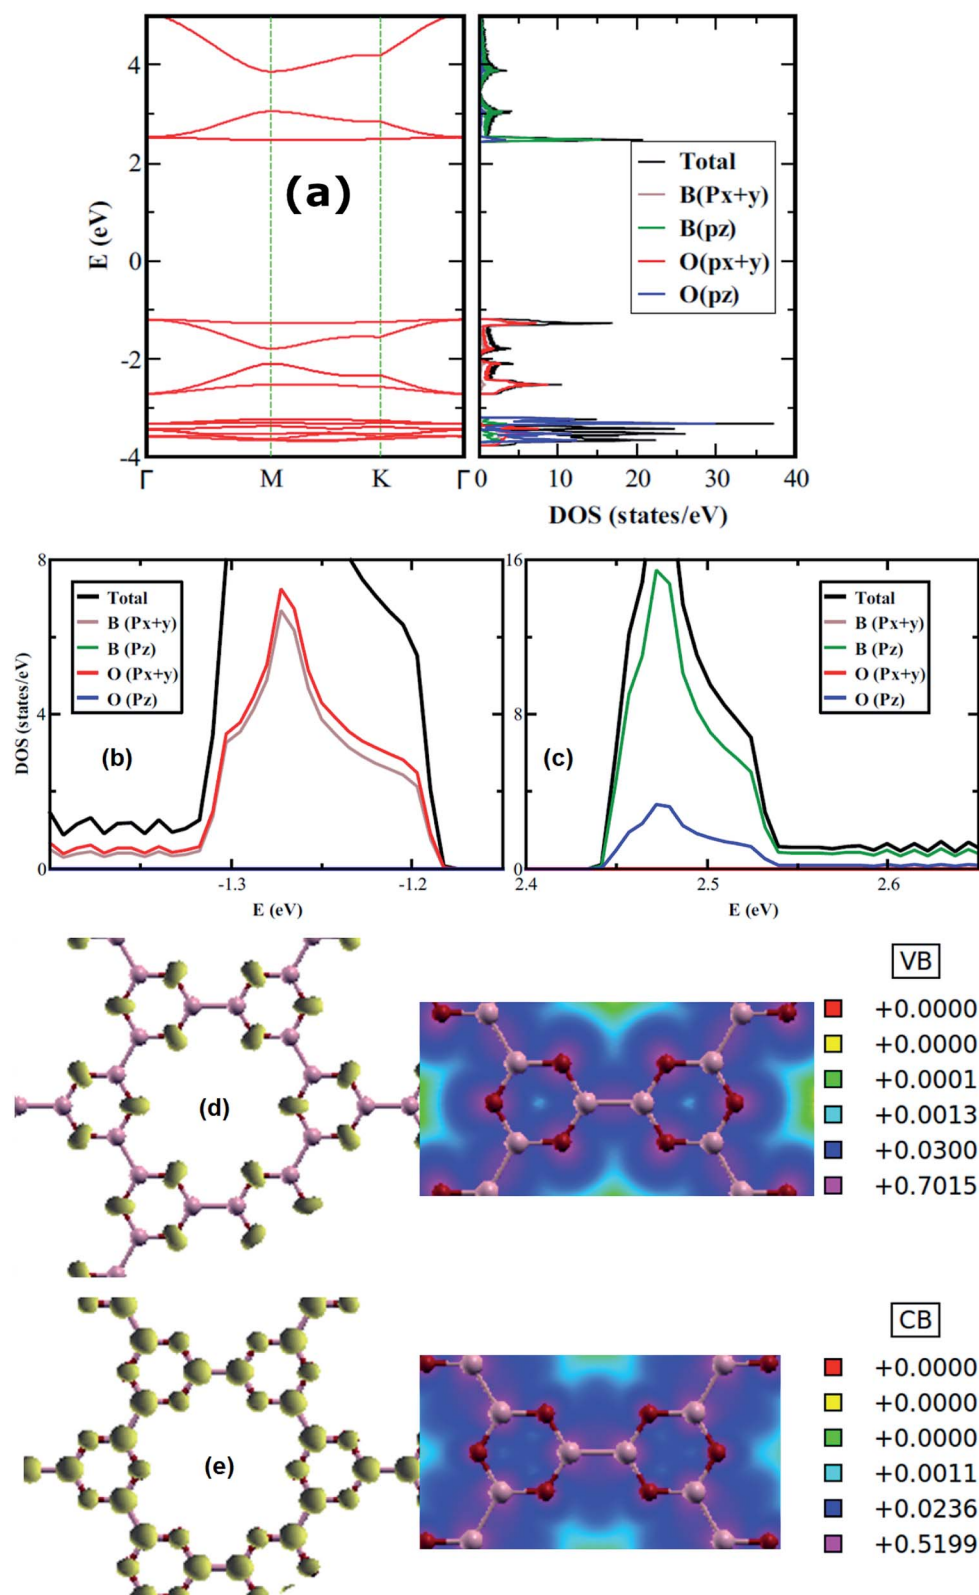 4
2
0
-2
-4
E (eV)
(a)
Γ
M
K
Γ
Total
B(Px+y)
B(pz)
O(px+y)
O(pz)
0
10
20
30
40
DOS (states/eV)
8
4
0
DOS (states/eV)
Total
B (Px+y)
B (Pz)
O (Px+y)
O (Pz)
(b)
-1.3
-1.2
E (eV)
16
8
0
Total
B (Px+y)
B (Pz)
O (Px+y)
O (Pz)
(c)
2.4
2.5
2.6
E (eV)
(d)
VB
+0.0000
+0.0000
+0.0001
+0.0013
+0.0300
+0.7015
(e)
CB
+0.0000
+0.0000
+0.0000
+0.0011
+0.0236
+0.5199